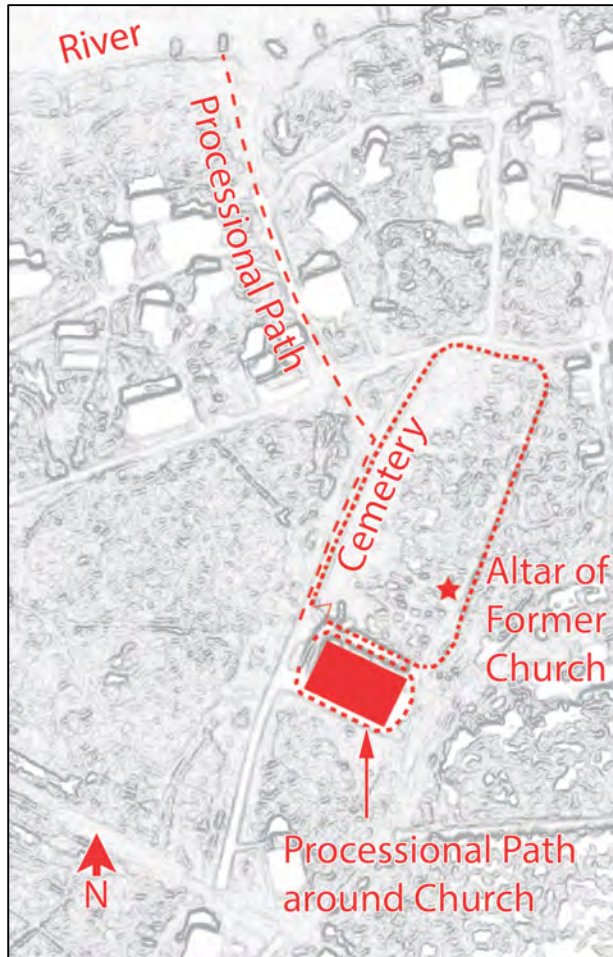 River
Processional Path
Cemetery
Altar of
Former
Church
Processional Path
around Church
N